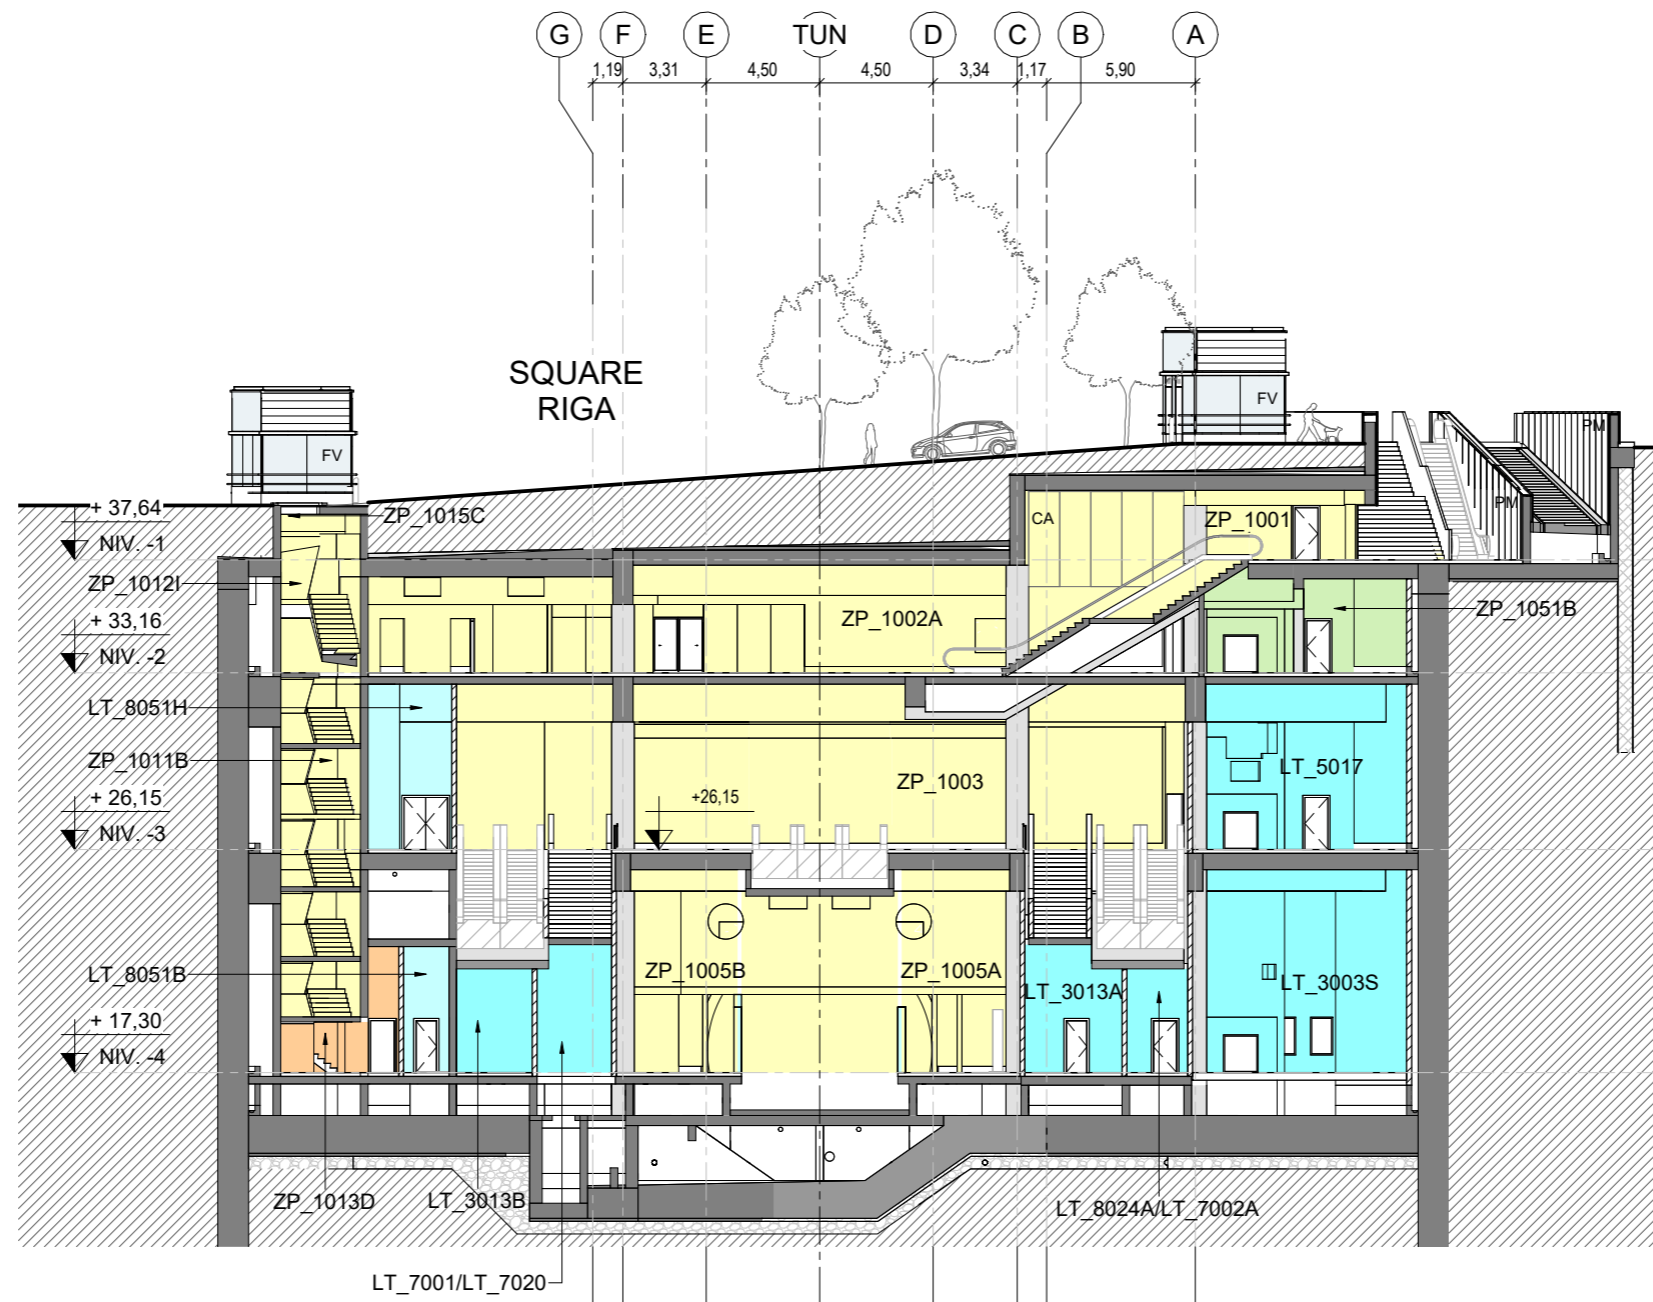 G F E TUN D C B A
1,19 3,31 4,50 4,50 3,34 1,17 5,90
SQUARE
RIGA
FV
FV
PM
PM
+ 37,64
NIV. -1
ZP_1015C
CA
ZP_1001
ZP_1012I
ZP_1051B
+ 33,16
NIV. -2
ZP_1002A
LT_8051H
ZP_1011B
ZP_1003
LT_5017
+ 26,15
NIV. -3
+26,15
LT_8051B
ZP_1005B
ZP_1005A
LT_3013A
LT_3003S
+ 17,30
NIV. -4
ZP_1013D
LT_3013B
LT_8024A/LT_7002A
LT_7001/LT_7020